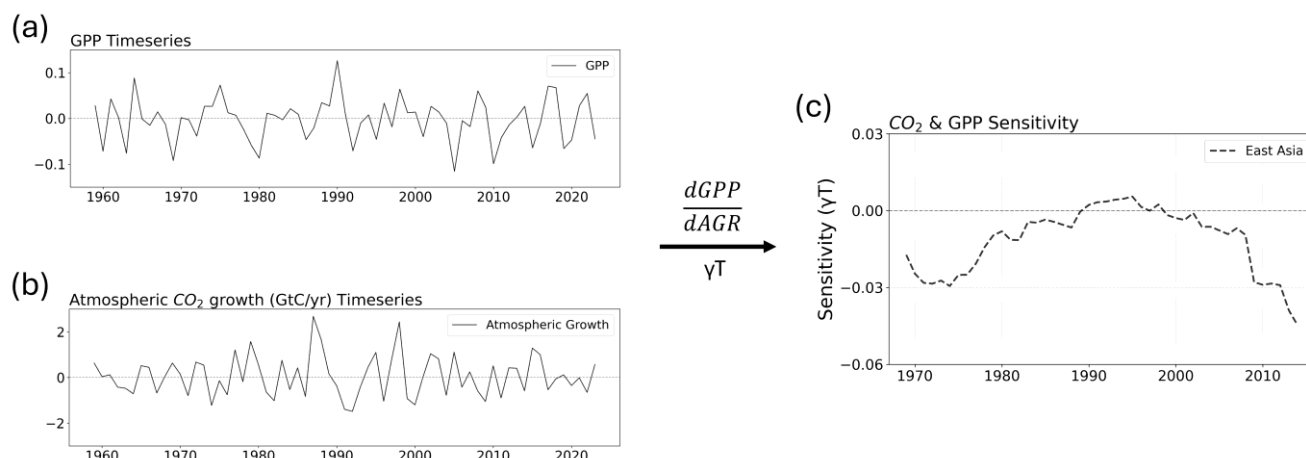 (a)
GPP Timeseries
GPP
0.1
0.0
−0.1
1960 1970 1980 1990 2000 2010 2020
(b)
Atmospheric CO₂ growth (GtC/yr) Timeseries
Atmospheric Growth
2
0
−2
1960 1970 1980 1990 2000 2010 2020
dGPP
dAGR
γT
(c)
CO₂ & GPP Sensitivity
East Asia
Sensitivity (γT)
0.03
0.00
−0.03
−0.06
1970 1980 1990 2000 2010